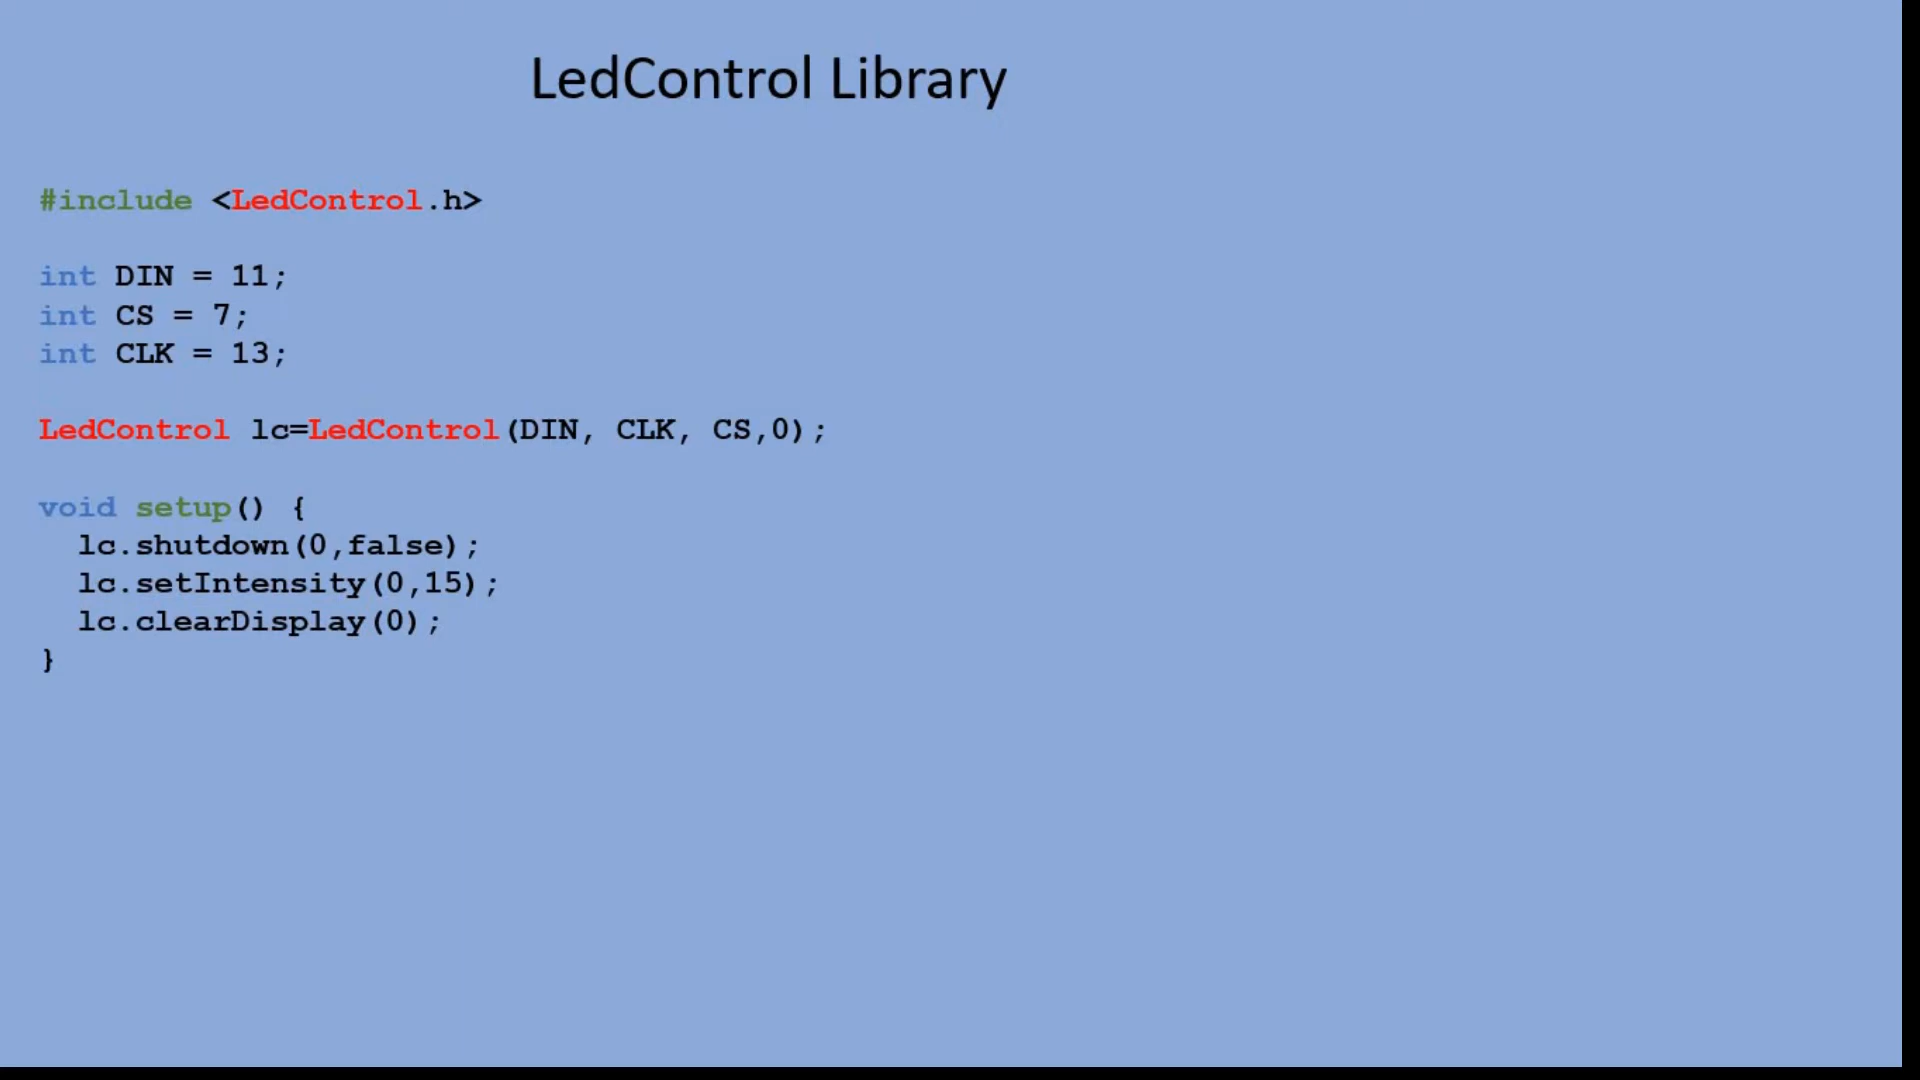 LedControl Library
#include <LedControl.h>
int DIN = 11;
int CS = 7;
int CLK = 13;
LedControl lc=LedControl(DIN, CLK, CS,0);
void setup() {
lc.shutdown(0,false);
lc.setIntensity(0,15);
lc.clearDisplay(0);
}